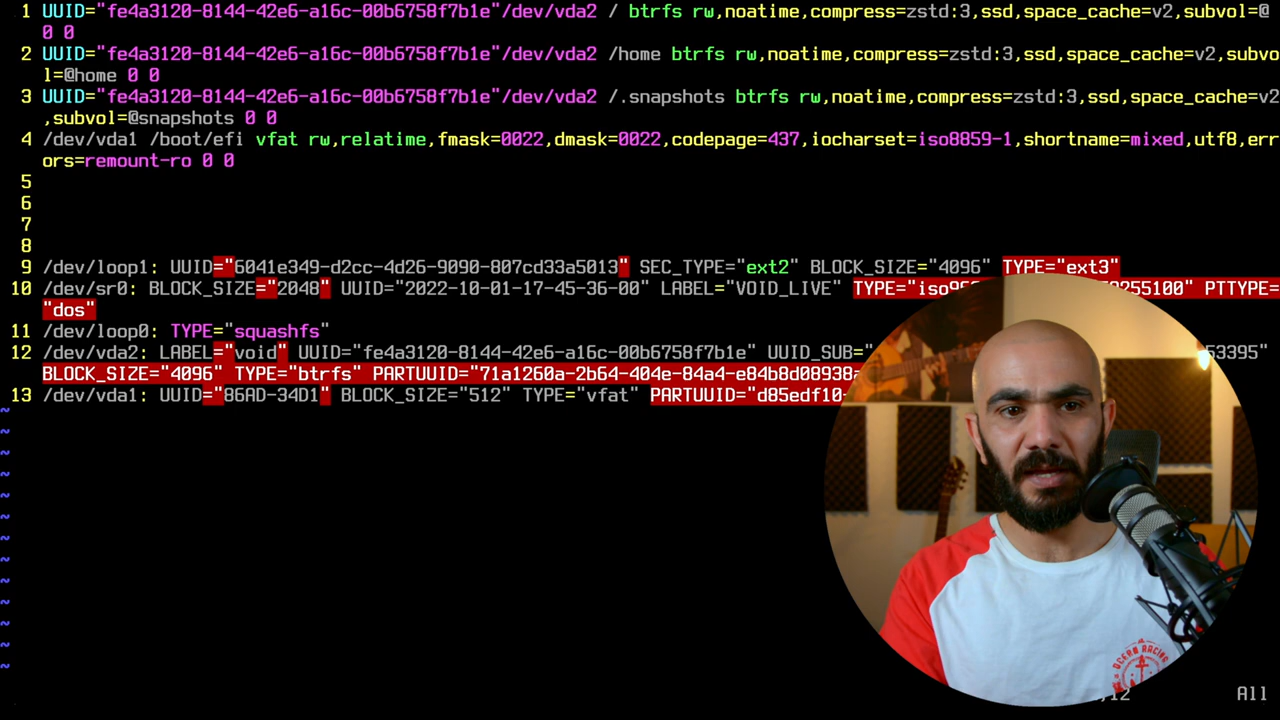 1 UUID="fe4a3120-8144-42e6-a16c-00b6758f7b1e"/dev/vda2 / btrfs rw,noatime,compress=zstd:3,ssd,space_cache=v2,subvol=@
0 0
2 UUID="fe4a3120-8144-42e6-a16c-00b6758f7b1e"/dev/vda2 /home btrfs rw,noatime,compress=zstd:3,ssd,space_cache=v2,subvo
l=@home 0 0
3 UUID="fe4a3120-8144-42e6-a16c-00b6758f7b1e"/dev/vda2 /.snapshots btrfs rw,noatime,compress=zstd:3,ssd,space_cache=v2
,subvol=@snapshots 0 0
4 /dev/vda1 /boot/efi vfat rw,relatime,fmask=0022,dmask=0022,codepage=437,iocharset=iso8859-1,shortname=mixed,utf8,err
ors=remount-ro 0 0
5
6
7
8
9 /dev/loop1: UUID="6041e349-d2cc-4d26-9090-807cd33a5013" SEC_TYPE="ext2" BLOCK_SIZE="4096" TYPE="ext3"
10 /dev/sr0: BLOCK_SIZE="2048" UUID="2022-10-01-17-45-36-00" LABEL="VOID_LIVE" TYPE="iso9 255100" PTTYPE=
"dos"
11 /dev/loop0: TYPE="squashfs"
12 /dev/vda2: LABEL="void" UUID="fe4a3120-8144-42e6-a16c-00b6758f7b1e" UUID_SUB=" 53395"
BLOCK_SIZE="4096" TYPE="btrfs" PARTUUID="71a1260a-2b64-404e-84a4-e84b8d08938a
13 /dev/vda1: UUID="86AD-34D1" BLOCK_SIZE="512" TYPE="vfat" PARTUUID="d85edf10-
~
~
~
~
~
~
~
~
~
~
~
~
~
OCEAN RACING
,12 All